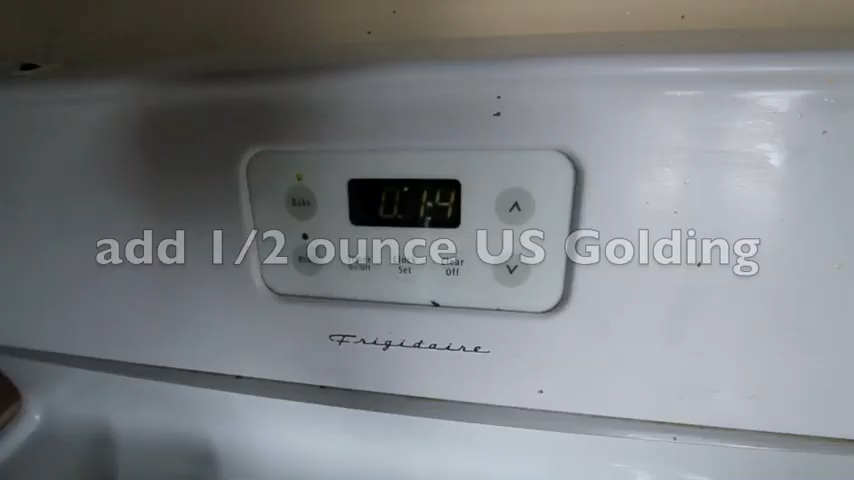 Bake
0:14
add 1/2 ounce US Golding
Clock
Set
Clear
Off
Frigidaire